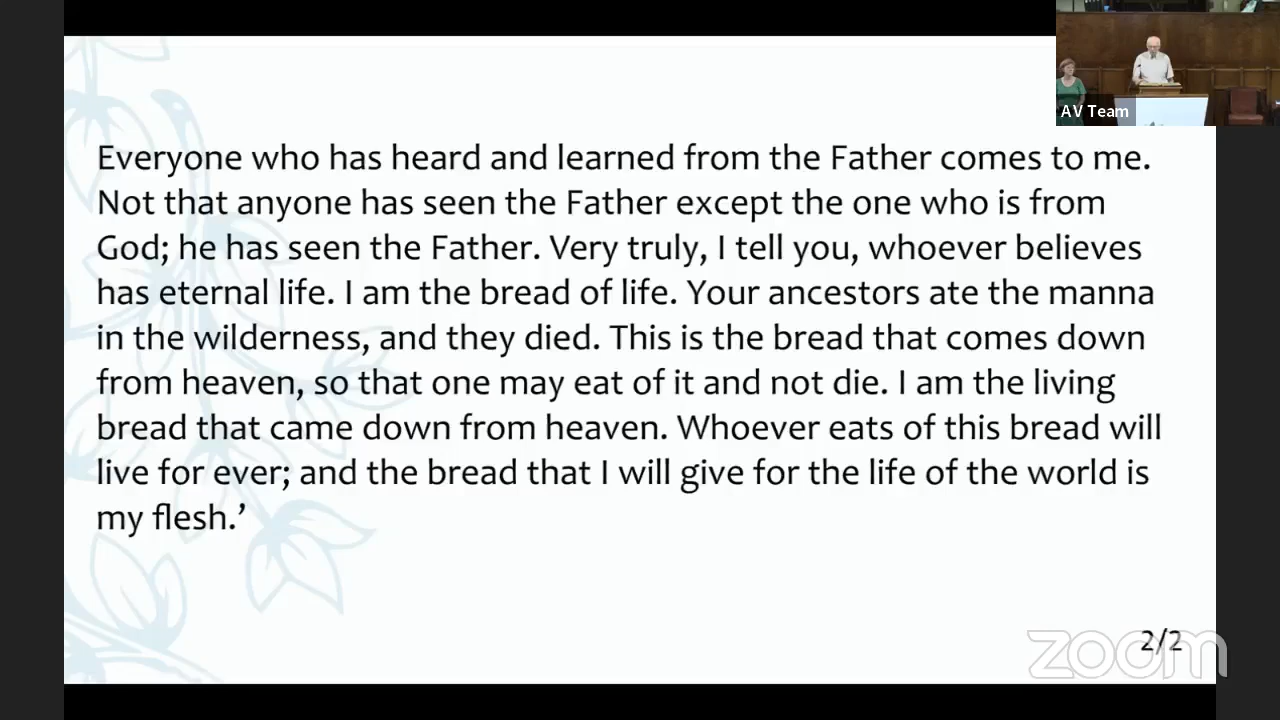 AV Team
Everyone who has heard and learned from the Father comes to me.
Not that anyone has seen the Father except the one who is from
God; he has seen the Father. Very truly, I tell you, whoever believes
has eternal life. I am the bread of life. Your ancestors ate the manna
in the wilderness, and they died. This is the bread that comes down
from heaven, so that one may eat of it and not die. I am the living
bread that came down from heaven. Whoever eats of this bread will
live for ever; and the bread that I will give for the life of the world is
my flesh.’
2/2
zoom